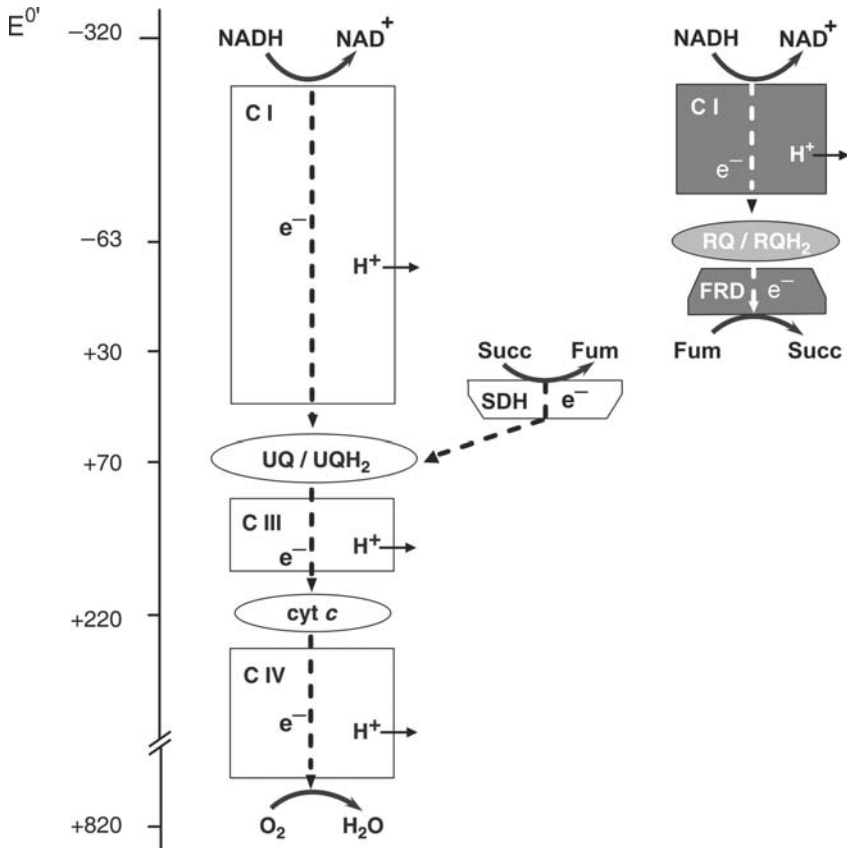 E⁰'
−320
−63
+30
+70
+220
+820
NADH NAD⁺
C I
e⁻
H⁺
UQ / UQH₂
C III
e⁻
H⁺
cyt c
C IV
e⁻
H⁺
O₂ H₂O
Succ Fum
SDH e⁻
NADH NAD⁺
C I
H⁺
e⁻
RQ / RQH₂
FRD e⁻
Fum Succ